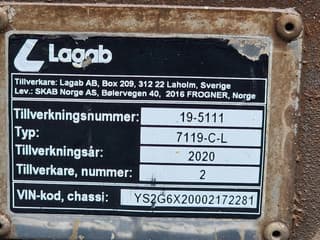 Lagab
Tillverkare: Lagab AB, Box 209, 312 22 Laholm, Sverige
Lev.: SKAB Norge AS, Bølervegen 40, 2016 FROGNER, Norge
Tillverkningsnummer: 19-5111
Typ: 7119-C-L
Tillverkningsår: 2020
Tillverkare, nummer: 2
VIN-kod, chassi: YS2G6X20002172281